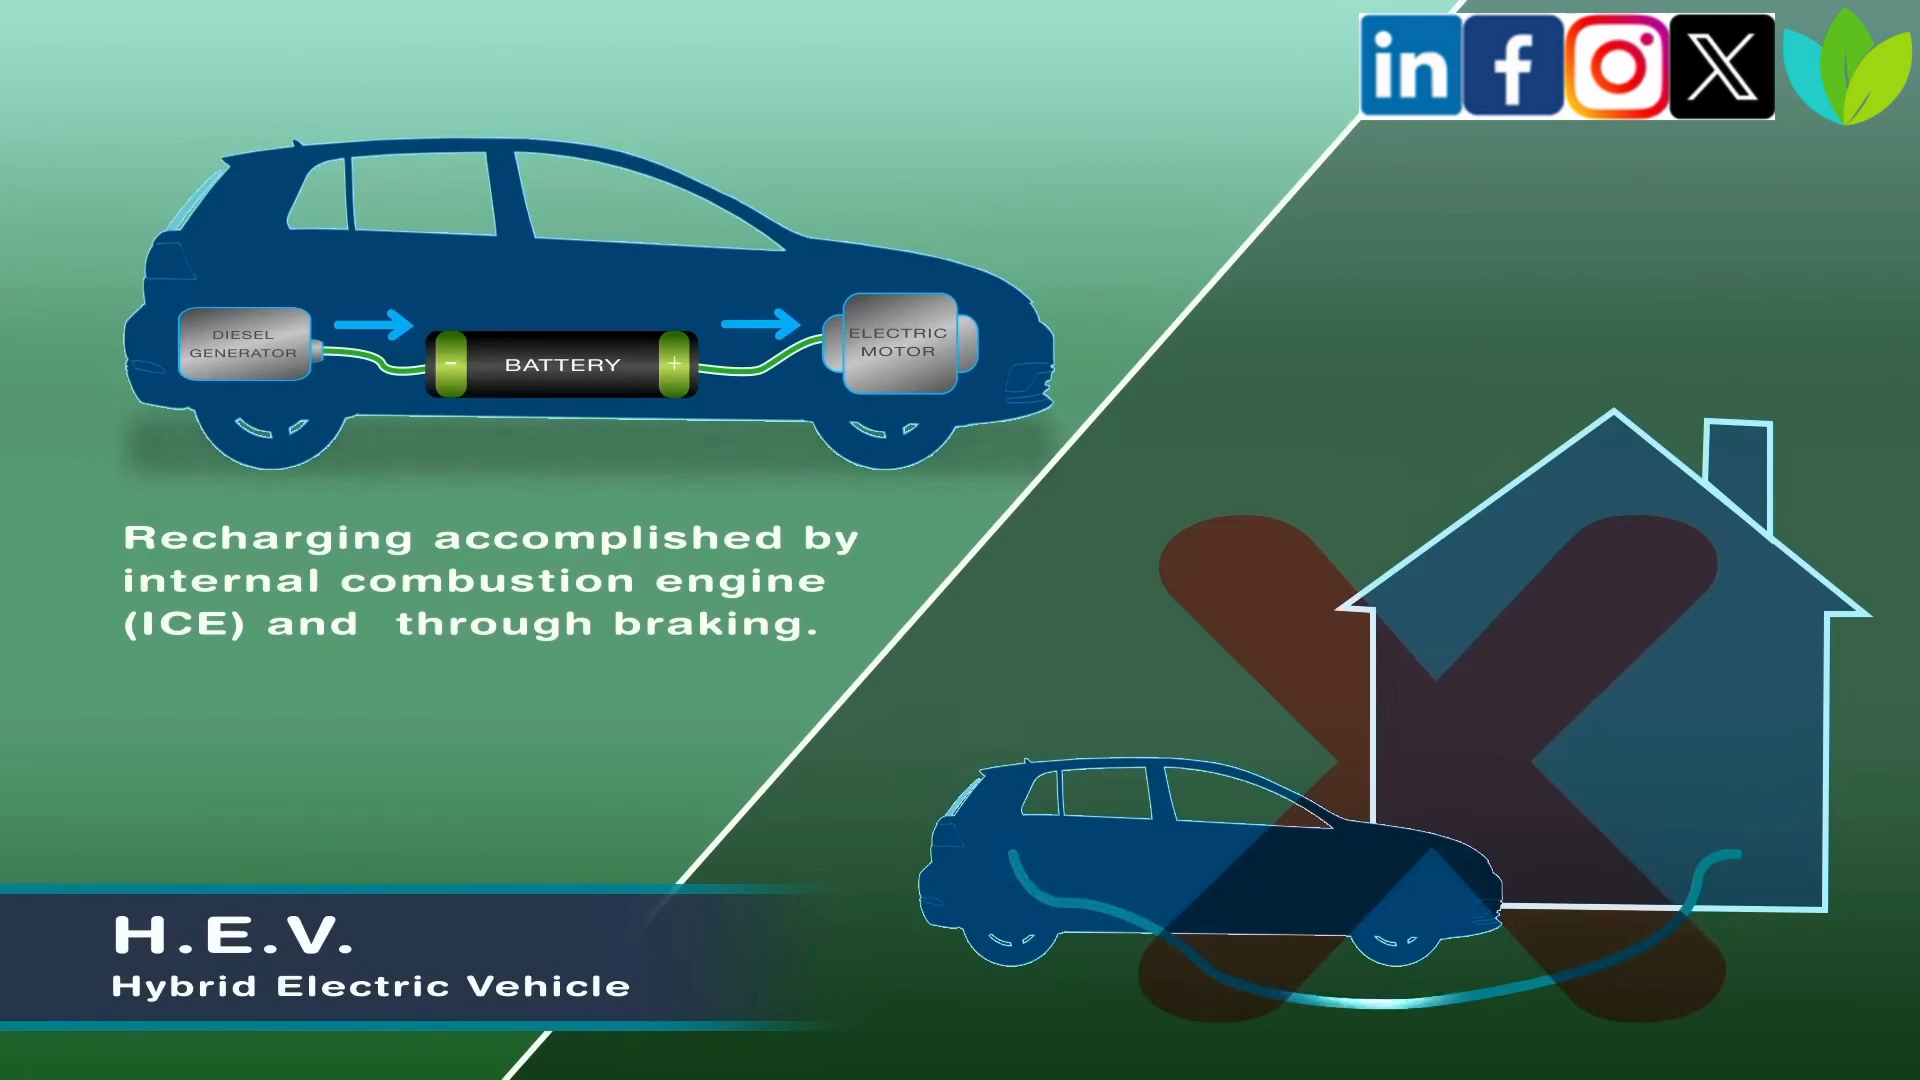 in f X
DIESEL
GENERATOR
- BATTERY +
ELECTRIC
MOTOR
Recharging accomplished by
internal combustion engine
(ICE) and through braking.
H.E.V.
Hybrid Electric Vehicle